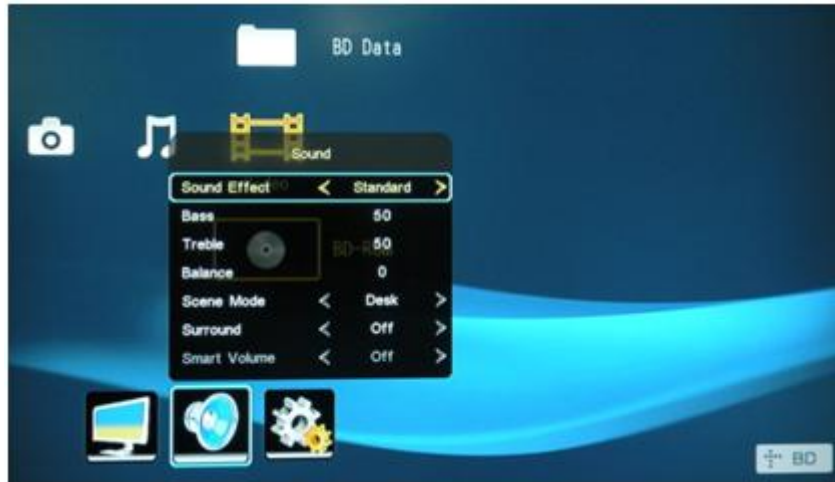 BD Data
Sound
Sound Effect < Standard >
Bass 50
Treble 50
Balance 0
Scene Mode < Desk >
Surround < Off >
Smart Volume < Off >
BD